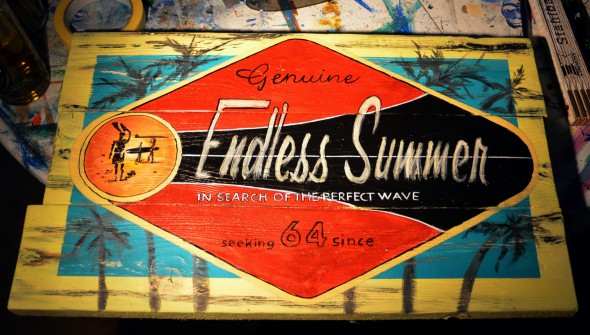 Genuine
Endless Summer
IN SEARCH OF THE PERFECT WAVE
seeking 64 since